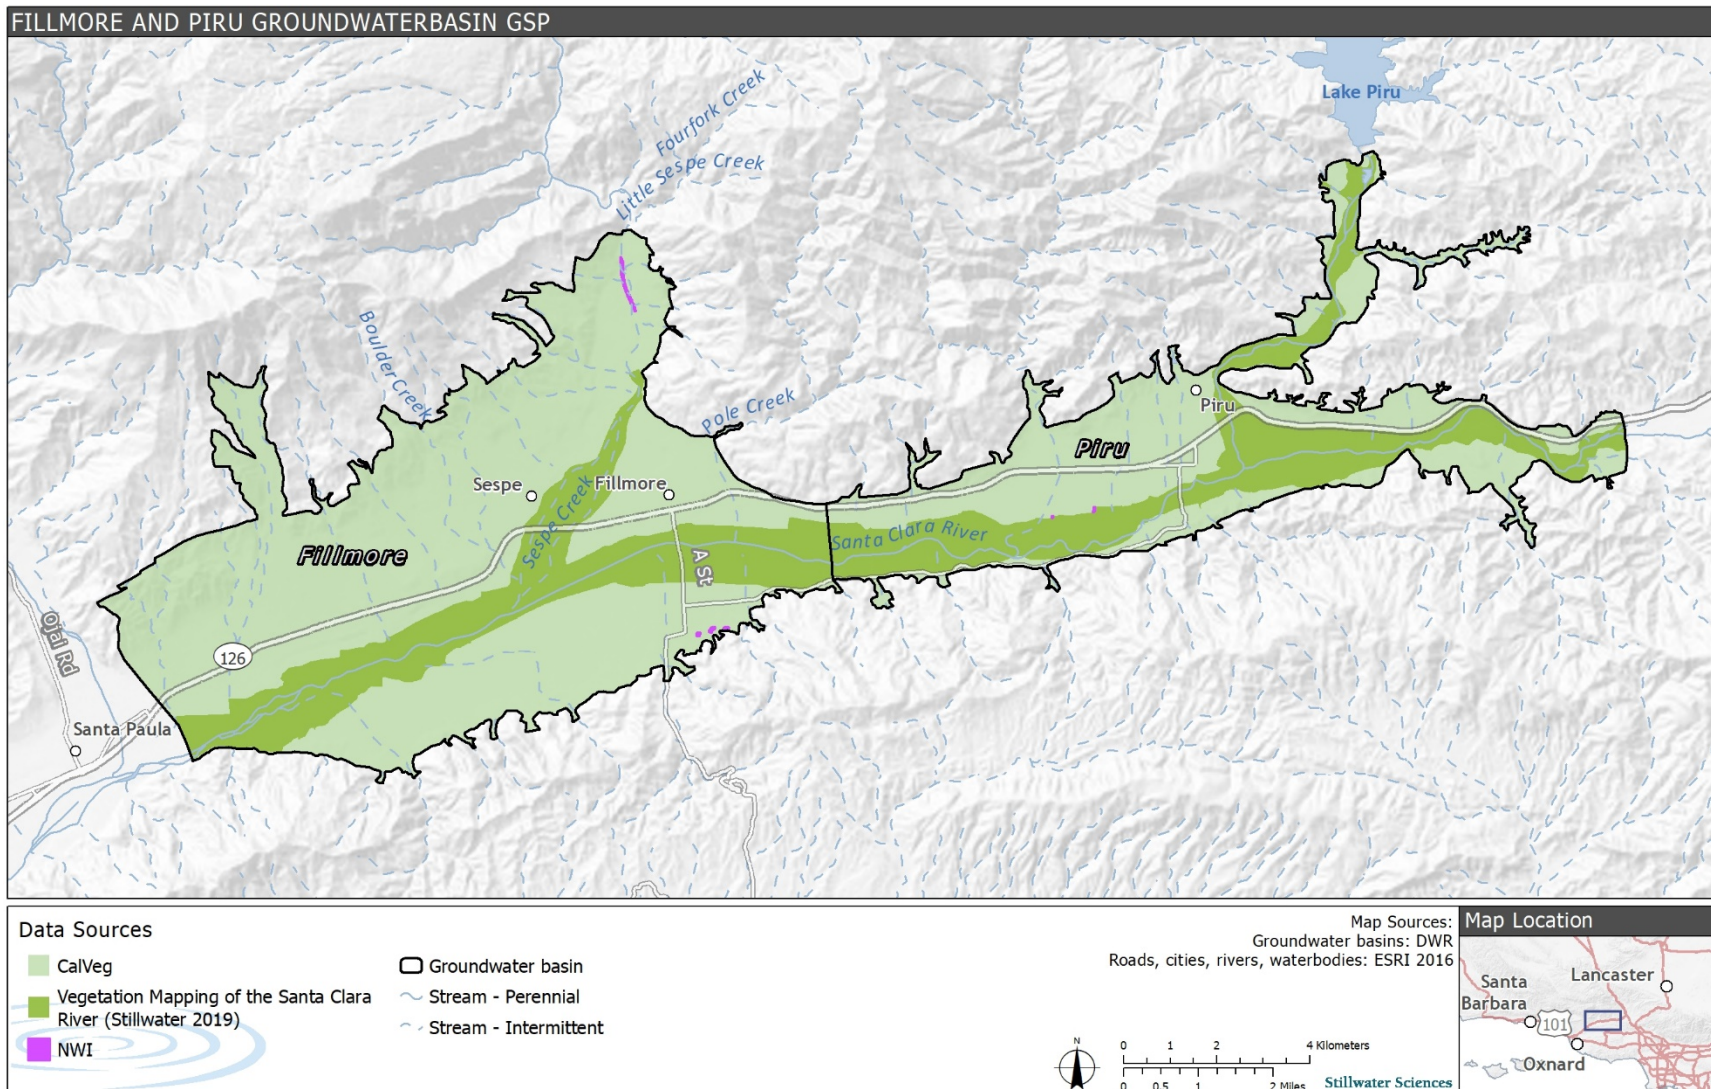 FILLMORE AND PIRU GROUNDWATERBASIN GSP
Lake Piru
Fourfork Creek
Little Sespe Creek
Boulder Creek
Pole Creek
Piru
Piru
Sespe
Fillmore
Sespe Creek
Santa Clara River
Fillmore
A St
Ojai Rd
126
Santa Paula
Data Sources
CalVeg
Vegetation Mapping of the Santa Clara
River (Stillwater 2019)
NWI
Groundwater basin
Stream - Perennial
Stream - Intermittent
Map Sources:
Groundwater basins: DWR
Roads, cities, rivers, waterbodies: ESRI 2016
N
0 1 2 4 Kilometers
0 0.5 1 2 Miles
Stillwater Sciences
Map Location
Santa
Barbara
Lancaster
101
Oxnard